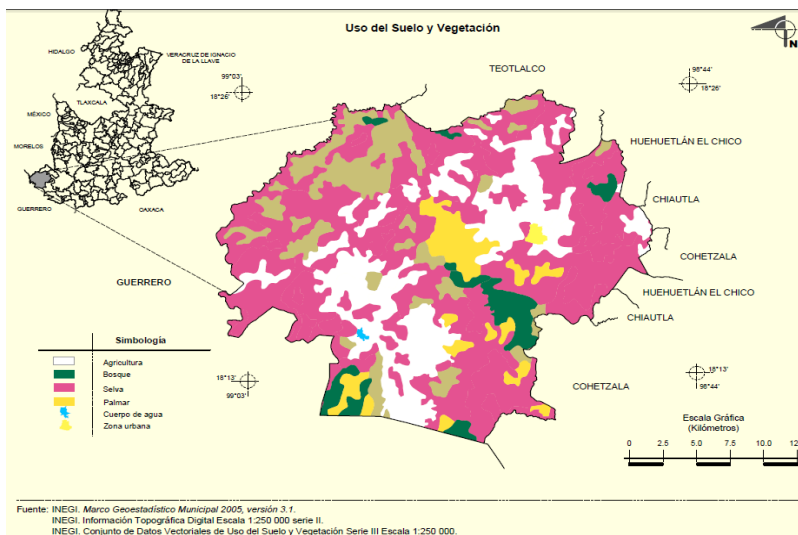 Uso del Suelo y Vegetación
N
HIDALGO
VERACRUZ DE IGNACIO
DE LA LLAVE
TLAXCALA
MÉXICO
MORELOS
GUERRERO
OAXACA
99°03'
18°26'
TEOTLALCO
98°44'
18°26'
HUEHUETLÁN EL CHICO
CHIAUTLA
COHETZALA
HUEHUETLÁN EL CHICO
CHIAUTLA
GUERRERO
COHETZALA
18°13'
99°03'
18°13'
98°44'
Simbología
Agricultura
Bosque
Selva
Palmar
Cuerpo de agua
Zona urbana
Escala Gráfica
(Kilómetros)
0 2.5 5.0 7.5 10.0 12.
Fuente: INEGI. Marco Geoestadístico Municipal 2005, versión 3.1.
INEGI. Información Topográfica Digital Escala 1:250 000 serie II.
INEGI. Conjunto de Datos Vectoriales de Uso del Suelo y Vegetación Serie III Escala 1:250 000.